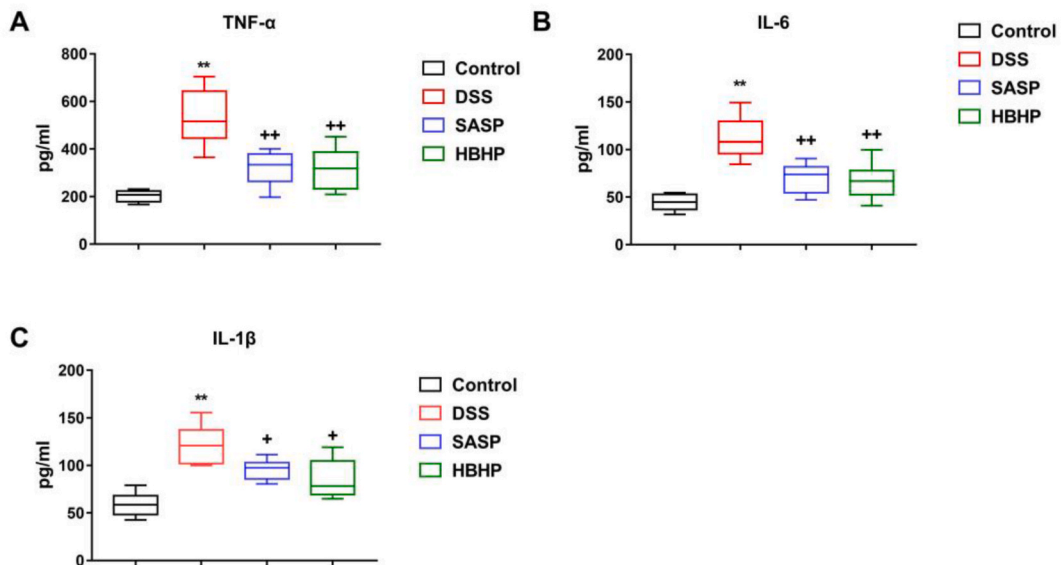 A
TNF-α
pg/ml
800
600
400
200
0
**
++
++
Control
DSS
SASP
HBHP
B
IL-6
pg/ml
200
150
100
50
0
**
++
++
Control
DSS
SASP
HBHP
C
IL-1β
pg/ml
200
150
100
50
0
**
+
+
Control
DSS
SASP
HBHP